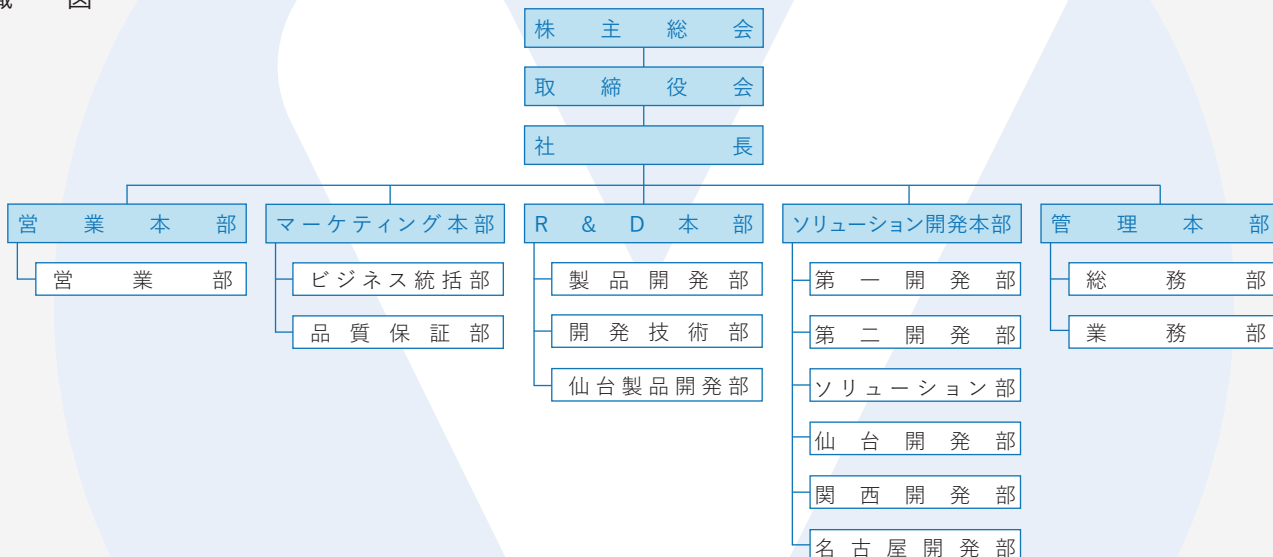 織図
株主総会
取締役会
社長
営業本部
営業部
マーケティング本部
ビジネス統括部
品質保証部
R＆D本部
製品開発部
開発技術部
仙台製品開発部
ソリューション開発本部
第一開発部
第二開発部
ソリューション部
仙台開発部
関西開発部
名古屋開発部
管理本部
総務部
業務部